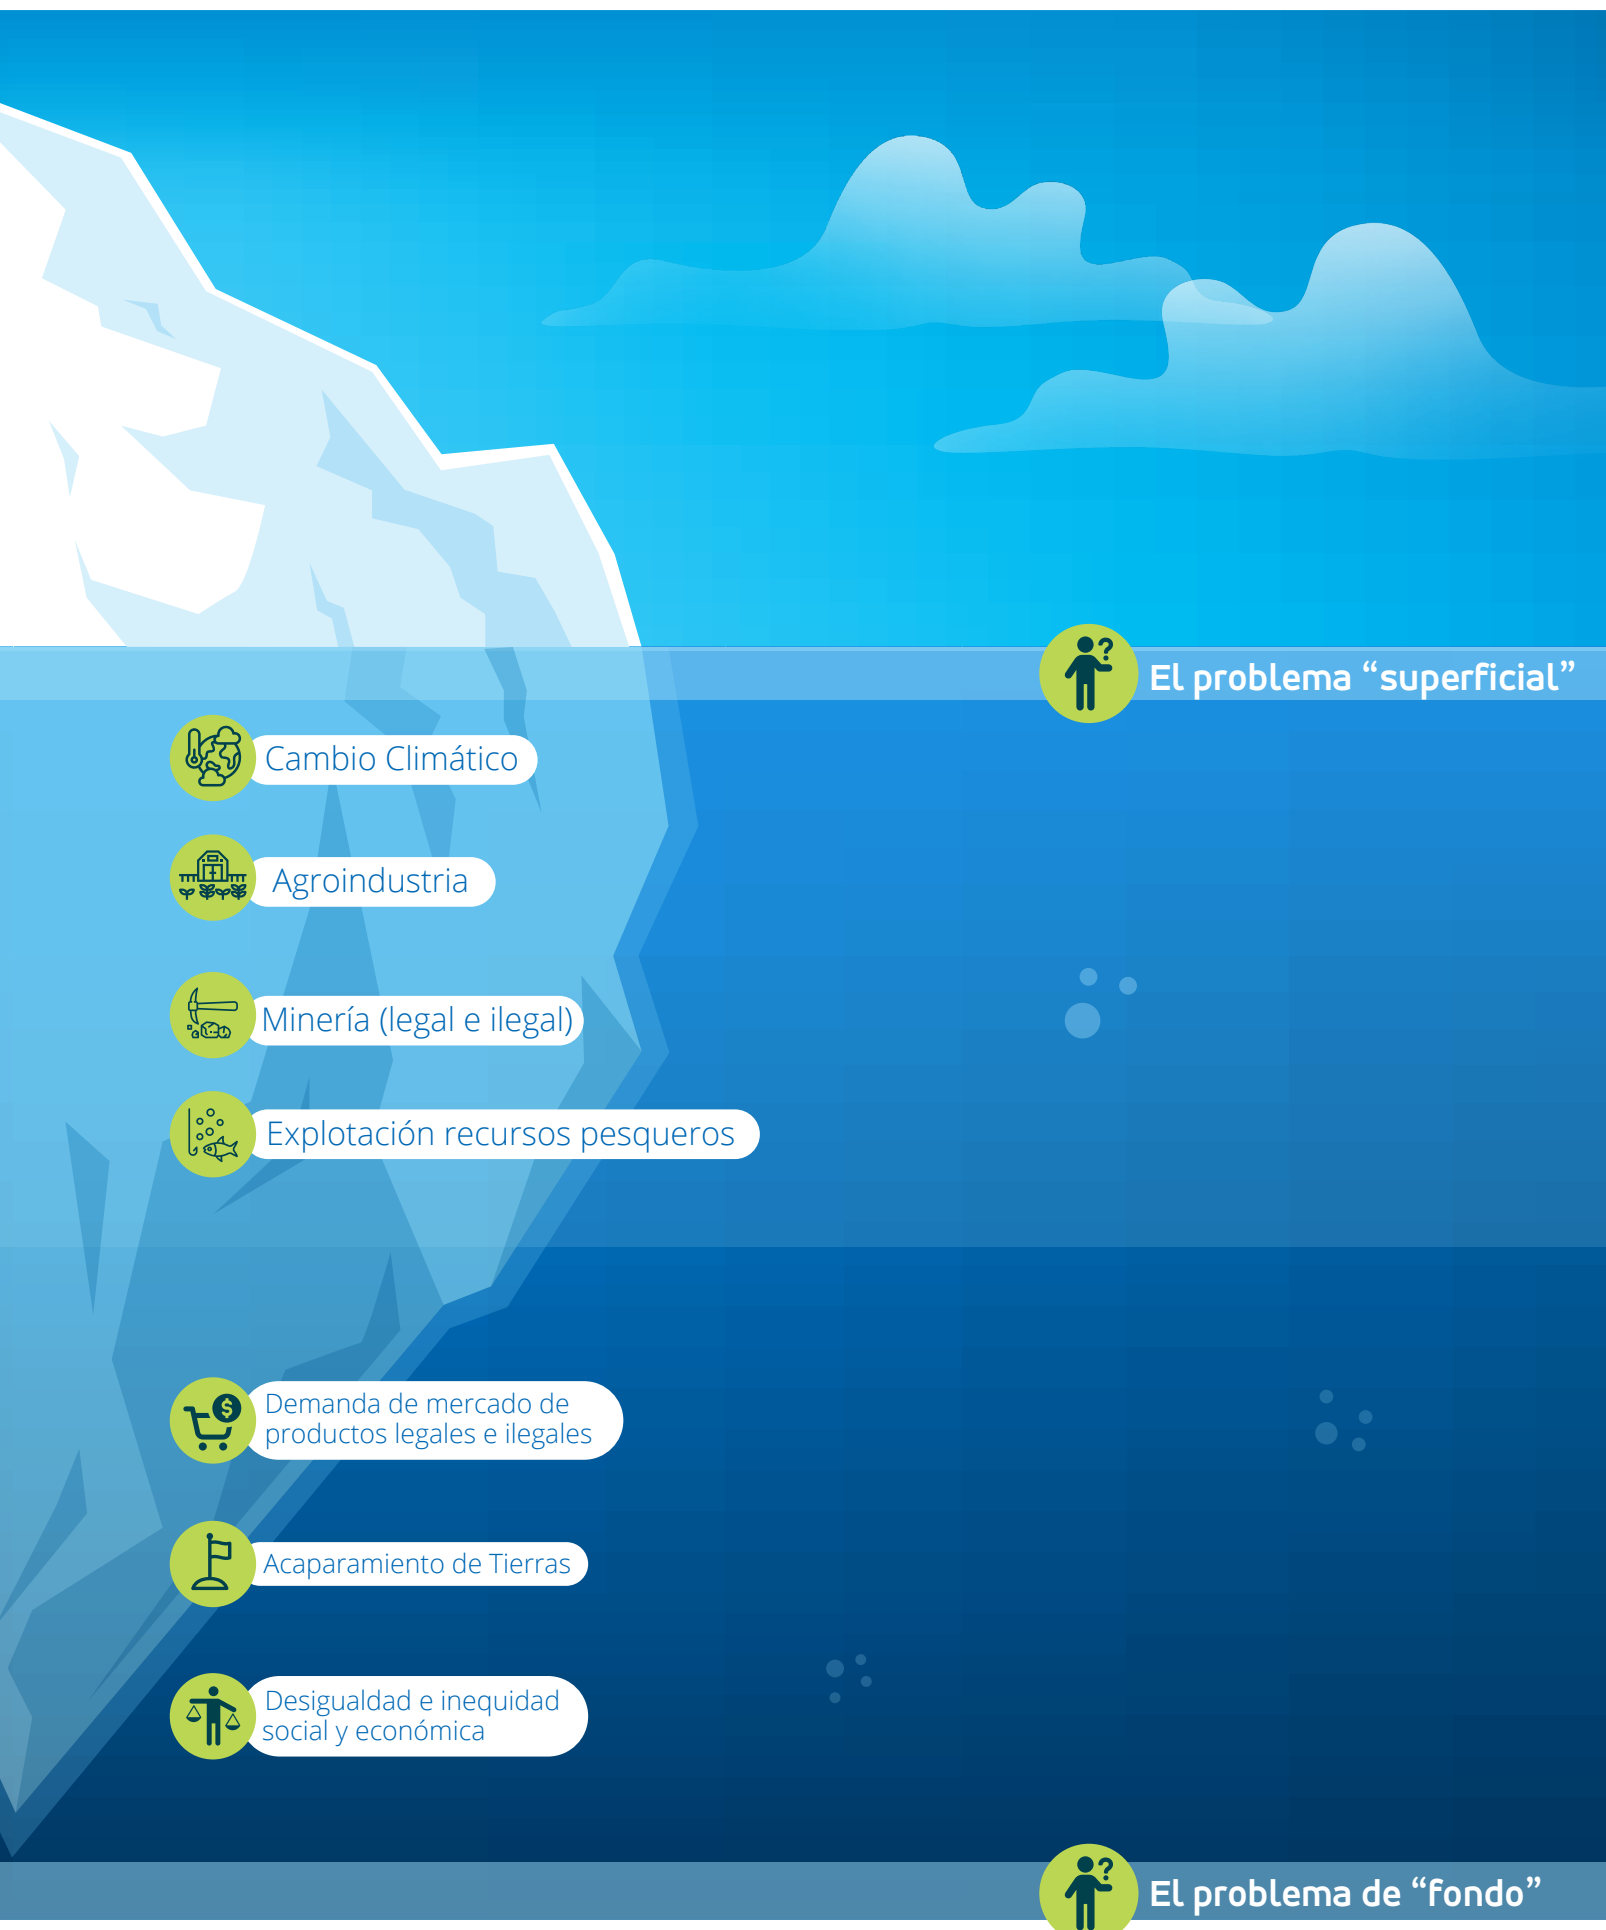 El problema “superficial”
Cambio Climático
Agroindustria
Minería (legal e ilegal)
Explotación recursos pesqueros
Demanda de mercado de
productos legales e ilegales
Acaparamiento de Tierras
Desigualdad e inequidad
social y económica
El problema de “fondo”